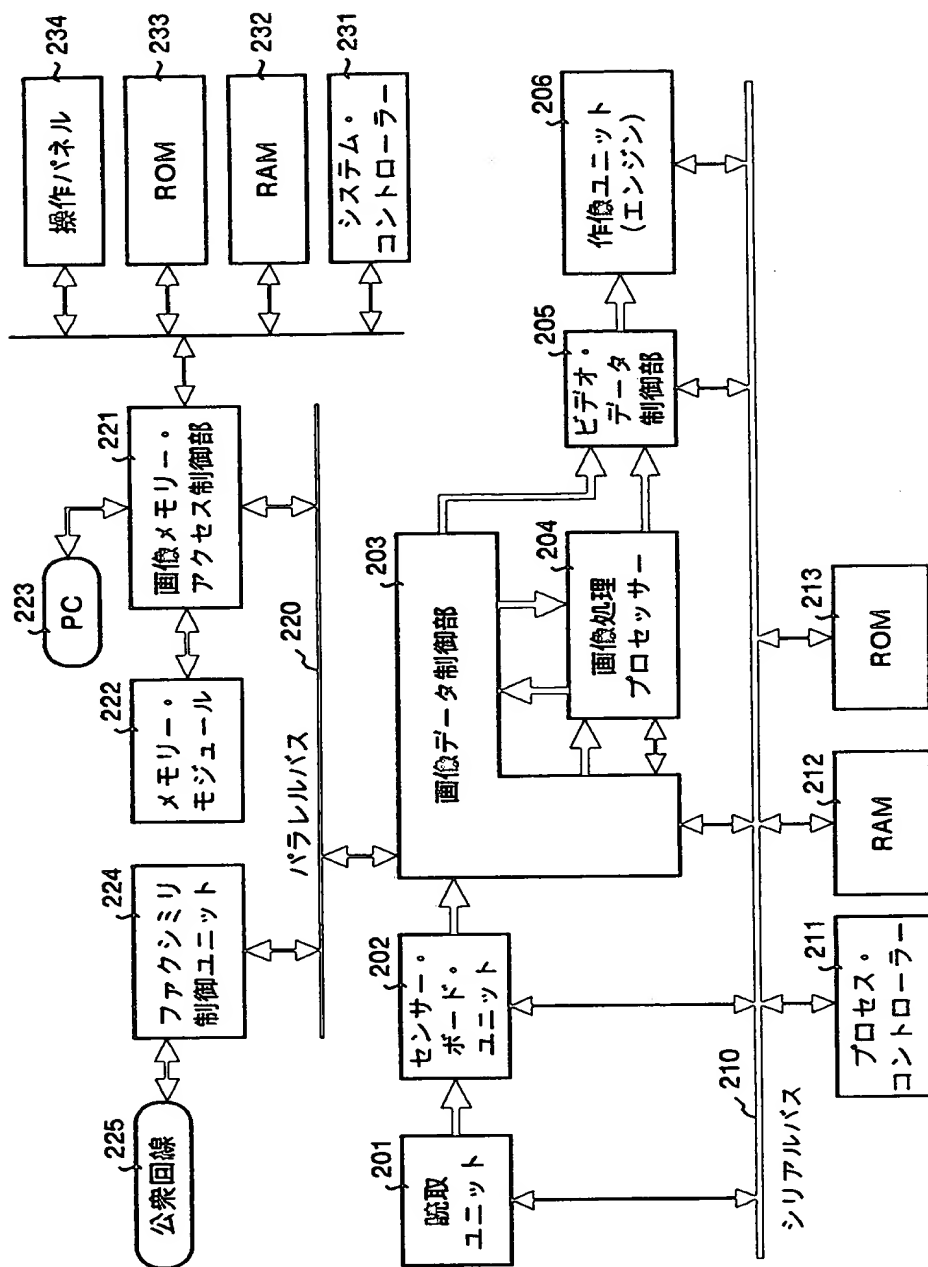 234
操作パネル
233
ROM
232
RAM
231
システム・
コントローラー
221
画像メモリー・
アクセス制御部
223
PC
222
メモリー・
モジュール
224
ファクシミリ
制御ユニット
225
公衆回線
パラレルバス
220
201
読取
ユニット
202
センサー・
ボード・
ユニット
203
画像データ制御部
204
画像処理
プロセッサー
205
ビデオ・
データ
制御部
206
作像ユニット
(エンジン)
210
シリアルバス
211
プロセス・
コントローラー
212
RAM
213
ROM